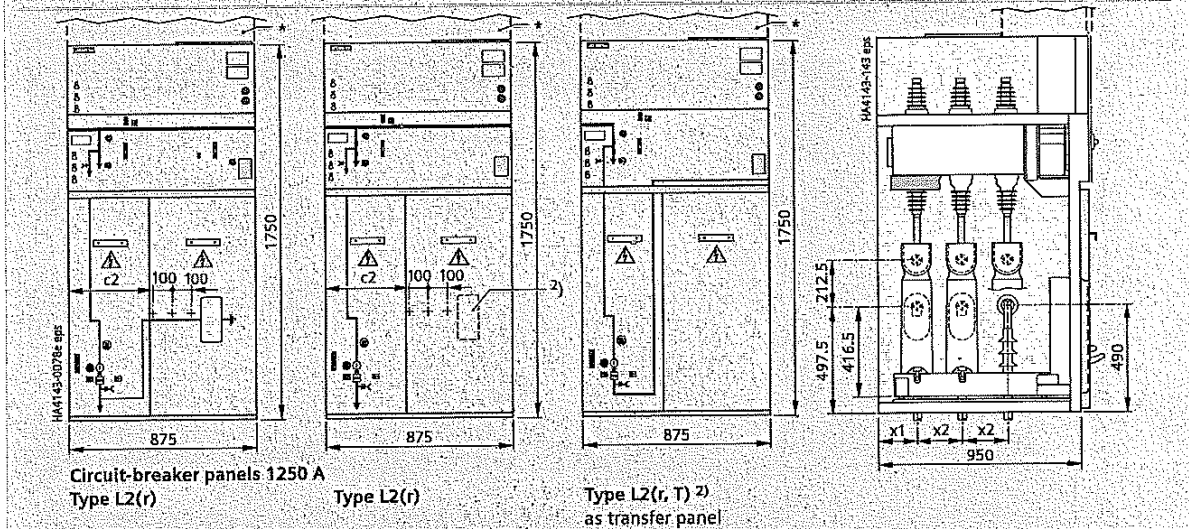 *
*
*
1750
1750
1750
HA4143-143 eps
c2
100
100
c2
100
100
2)
212.5
497.5
416.5
490
HA4143-0078e eps
x1
x2
x2
875
875
875
950
Circuit-breaker panels 1250 A
Type L2(r)
Type L2(r)
Type L2(r, T) 2)
as transfer panel